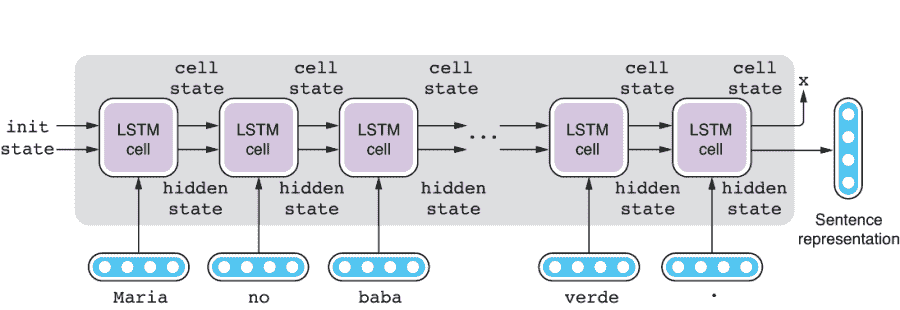 cell
state
cell
state
cell
state
cell
state
cell
state
x
init
state
LSTM
cell
LSTM
cell
LSTM
cell
...
LSTM
cell
LSTM
cell
hidden
state
hidden
state
hidden
state
hidden
state
hidden
state
Sentence
representation
Maria
no
baba
verde
.